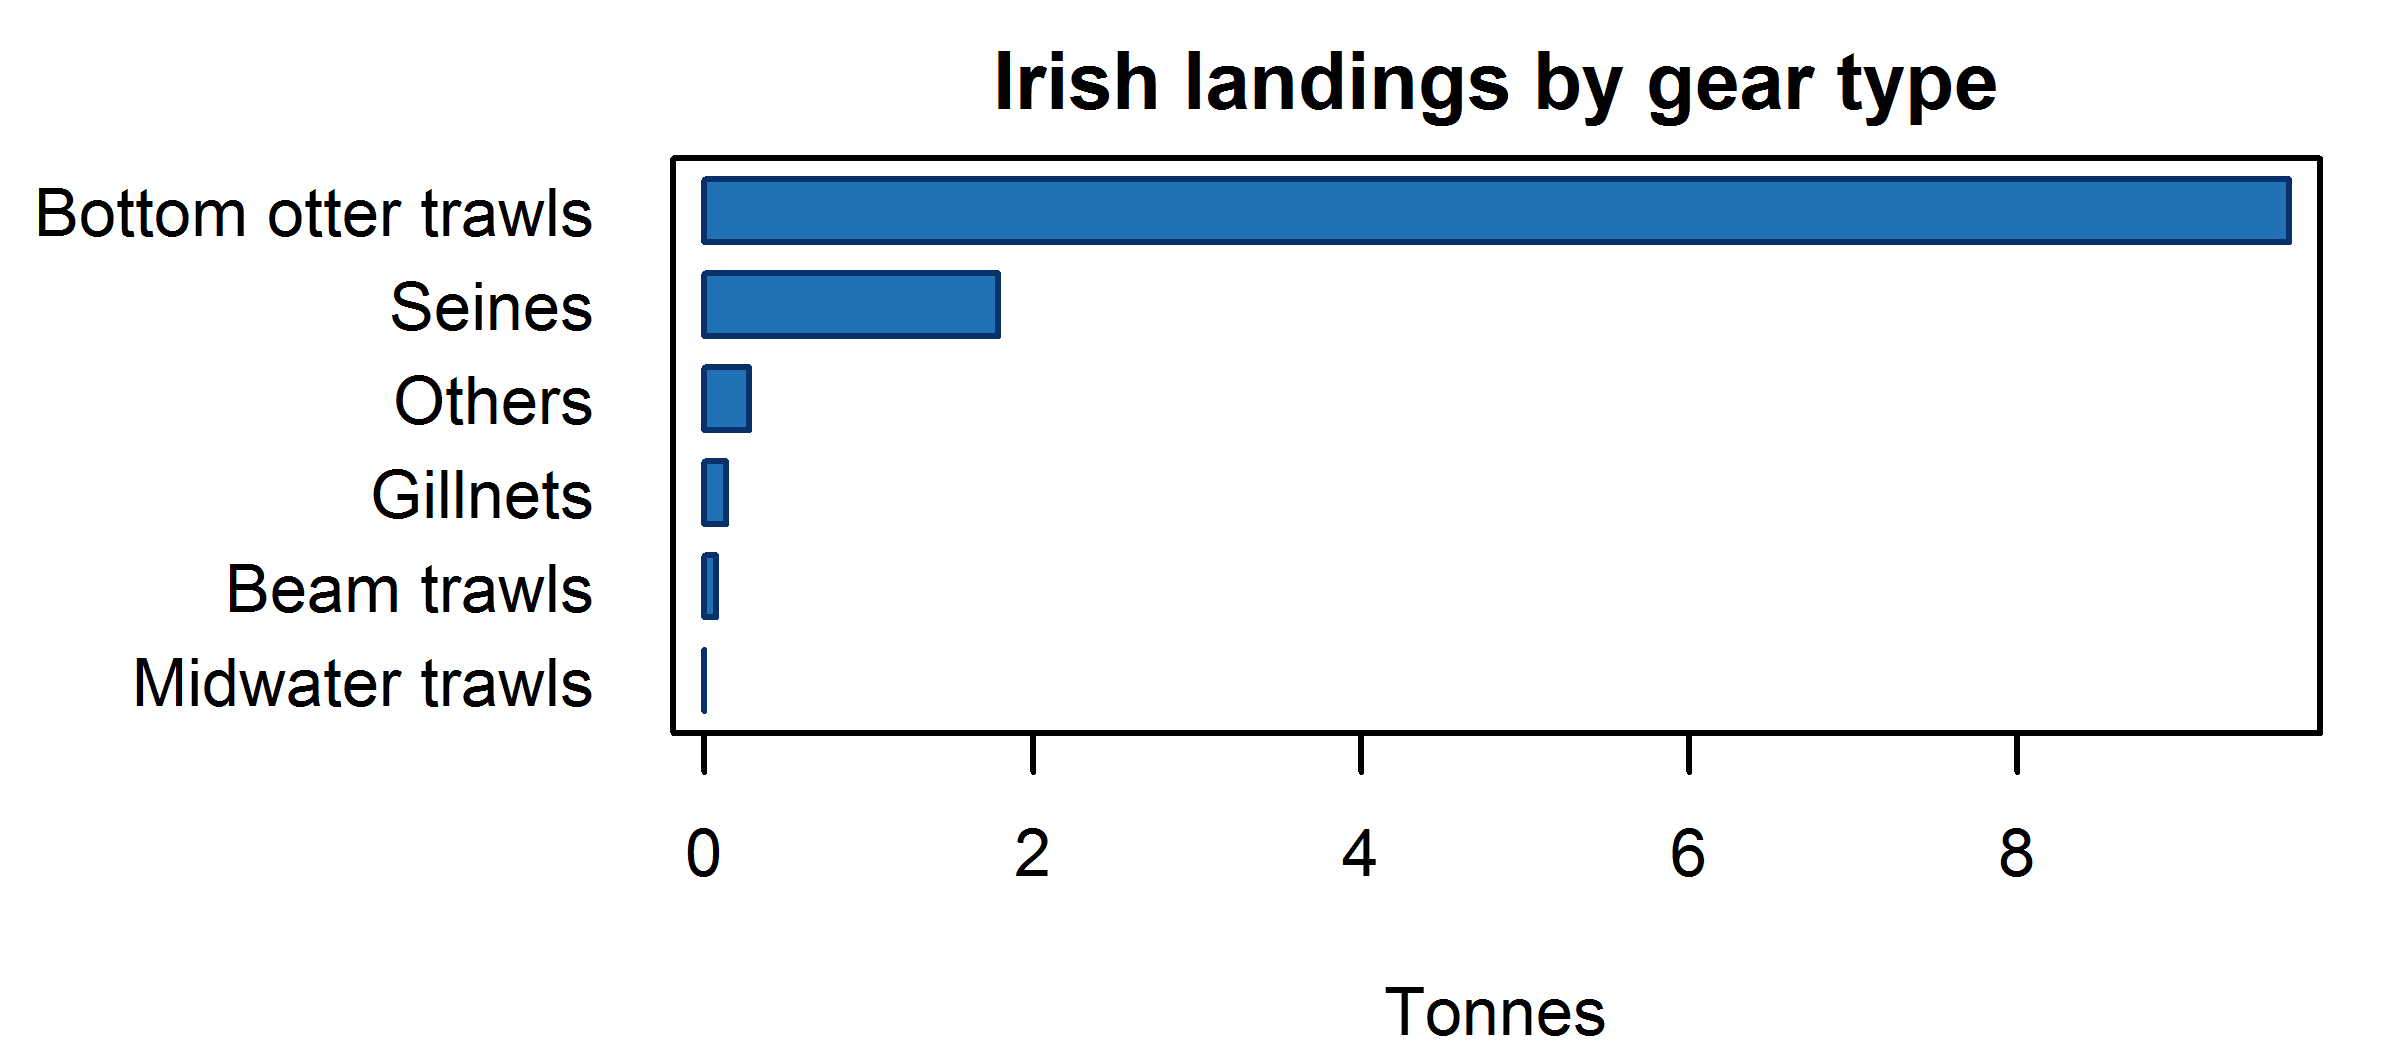 Irish landings by gear type
Bottom otter trawls
Seines
Others
Gillnets
Beam trawls
Midwater trawls
0 2 4 6 8
Tonnes